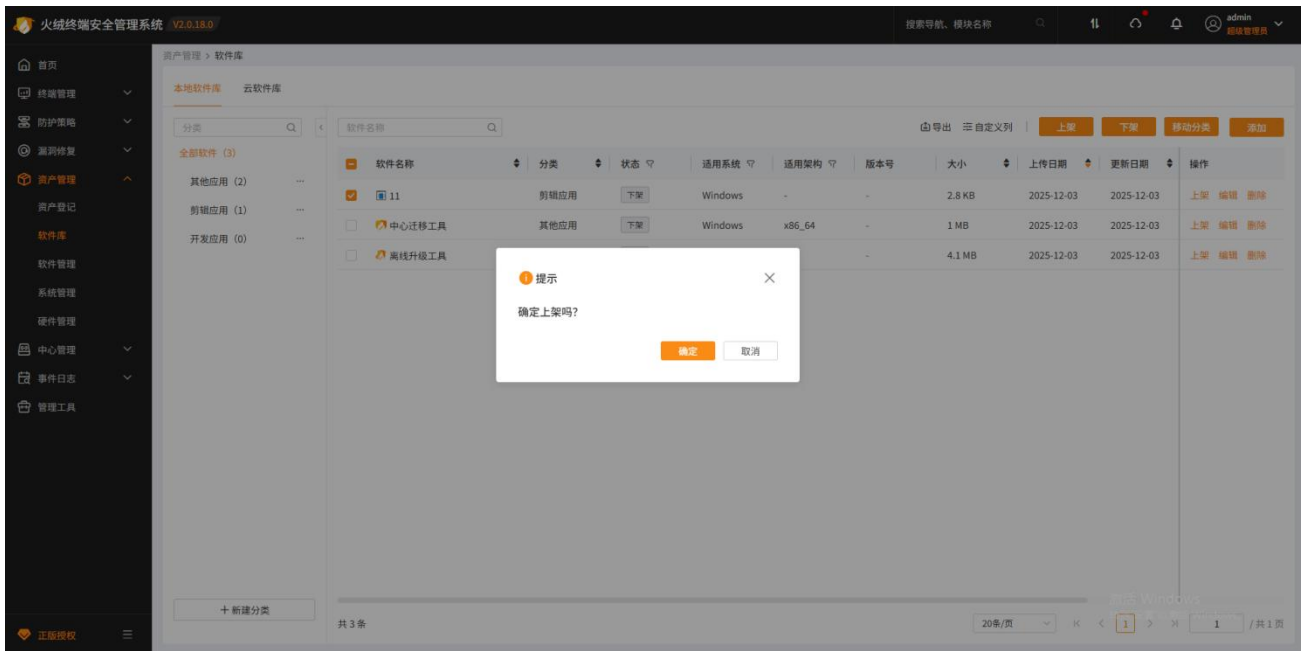 火绒终端安全管理系统 V2.0.18.0 搜索导航、模块名称 admin
超级管理员
资产管理 > 软件库
首页
终端管理
防护策略
漏洞修复
资产管理
资产登记
软件库
软件管理
系统管理
硬件管理
中心管理
事件日志
管理工具
正版授权
本地软件库 云软件库
分类
全部软件（3）
其他应用（2） ...
剪辑应用（1） ...
开发应用（0） ...
+ 新建分类
软件名称 导出 自定义列 上架 下架 移动分类 添加
软件名称 分类 状态 适用系统 适用架构 版本号 大小 上传日期 更新日期 操作
11 剪辑应用 下架 Windows - - 2.8 KB 2025-12-03 2025-12-03 上架 编辑 删除
中心迁移工具 其他应用 下架 Windows x86_64 - 1 MB 2025-12-03 2025-12-03 上架 编辑 删除
离线升级工具 - 4.1 MB 2025-12-03 2025-12-03 上架 编辑 删除
提示
确定上架吗?
确定 取消
激活 Windows
共 3 条 20条/页 1 1 / 共 1 页